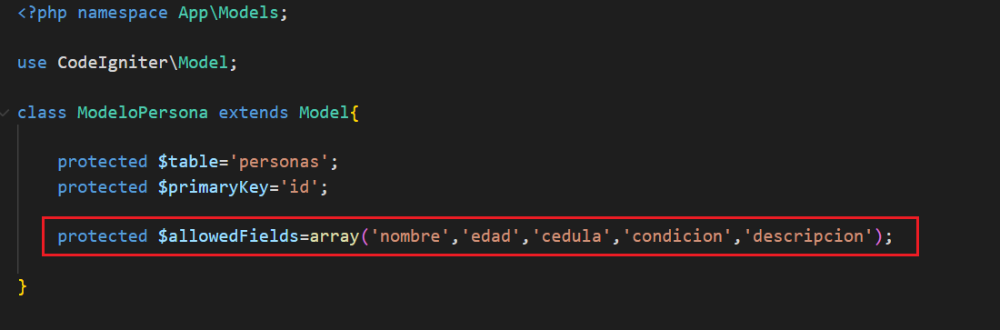 <?php namespace App\Models;
use CodeIgniter\Model;
class ModeloPersona extends Model{
protected $table='personas';
protected $primaryKey='id';
protected $allowedFields=array('nombre','edad','cedula','condicion','descripcion');
}